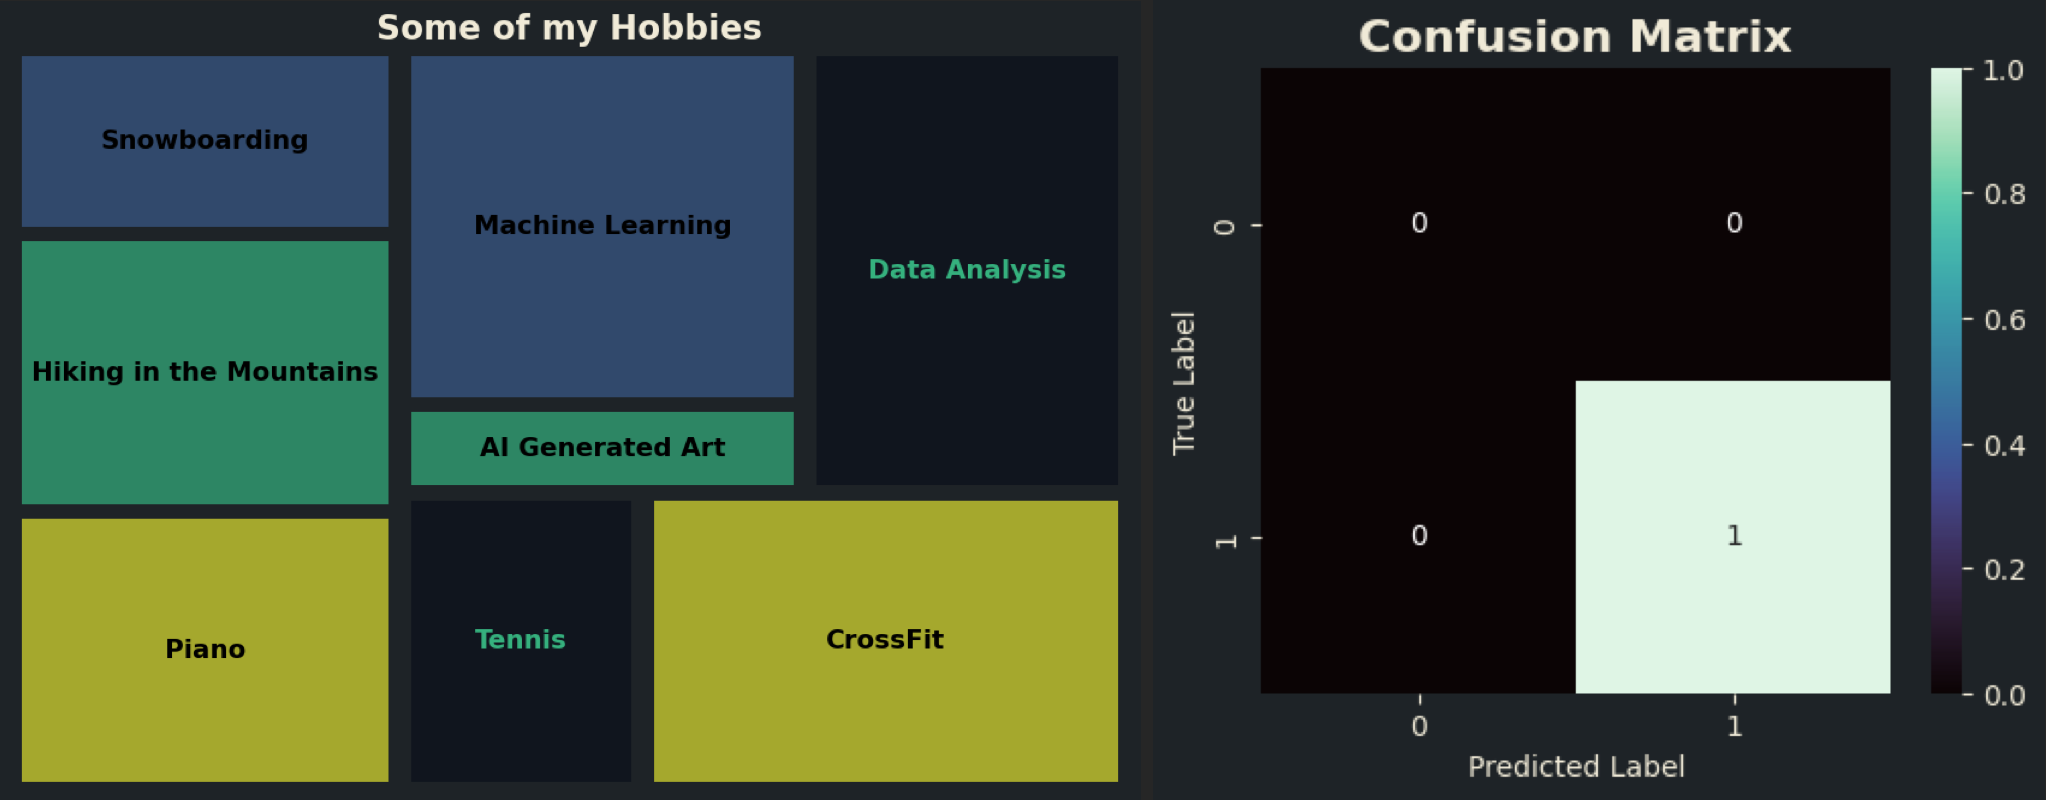 Some of my Hobbies
Snowboarding
Hiking in the Mountains
Piano
Machine Learning
AI Generated Art
Data Analysis
Tennis
CrossFit
Confusion Matrix
True Label
0
1
0 0
0 1
0 1
Predicted Label
1.0
0.8
0.6
0.4
0.2
0.0